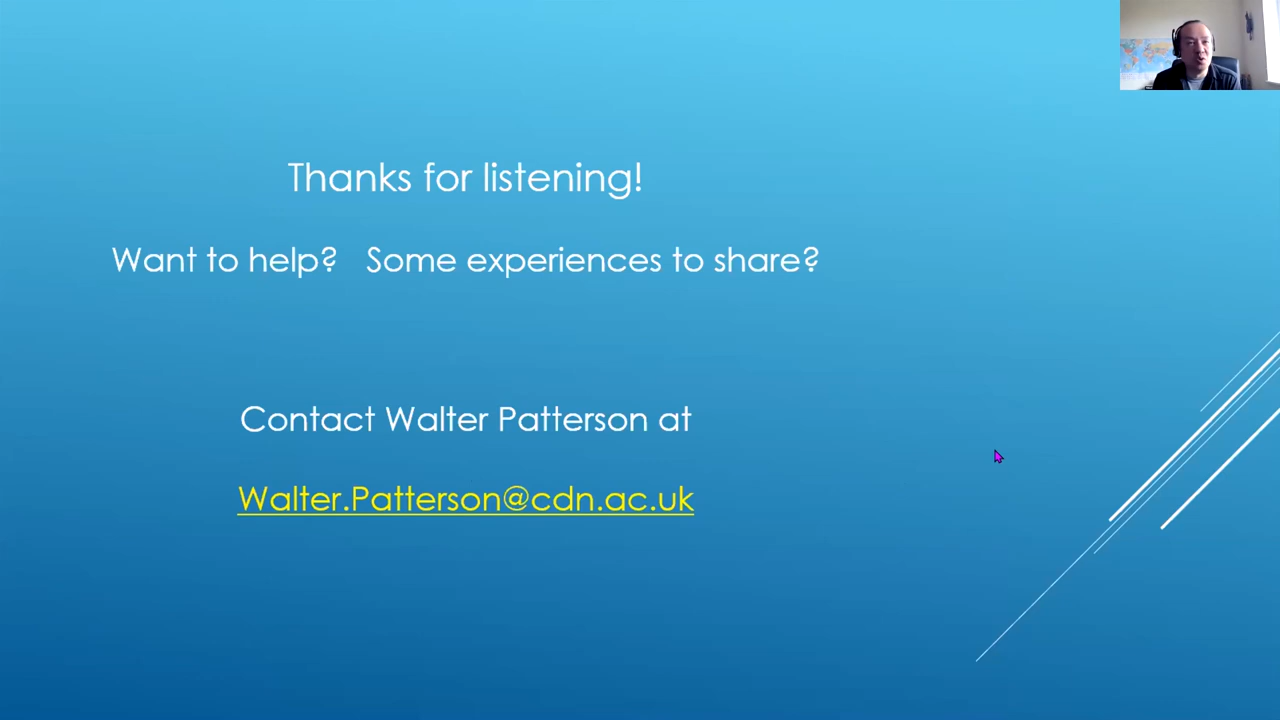 Thanks for listening!
Want to help? Some experiences to share?
Contact Walter Patterson at
Walter.Patterson@cdn.ac.uk